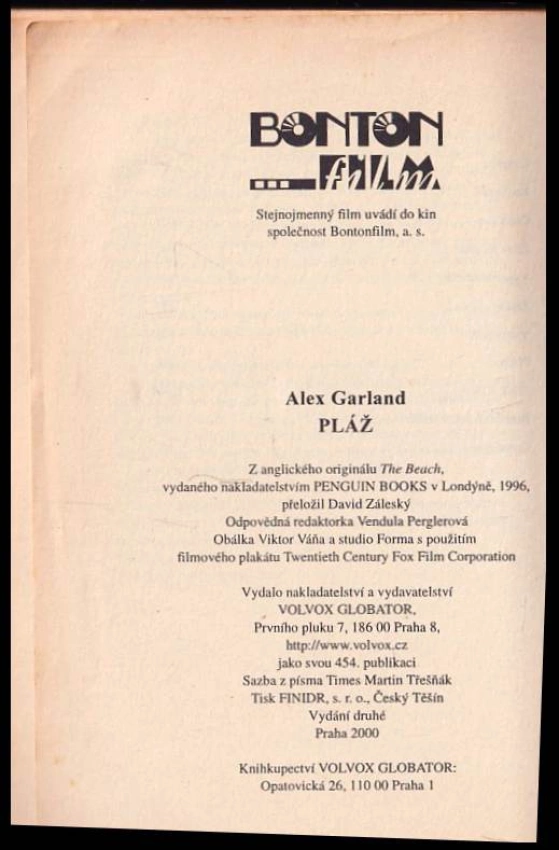 BONTON
film
Stejnojmenný film uvádí do kin
společnost Bontonfilm, a. s.
Alex Garland
PLÁŽ
Z anglického originálu The Beach,
vydaného nakladatelstvím PENGUIN BOOKS v Londýně, 1996,
přeložil David Záleský
Odpovědná redaktorka Vendula Perglerová
Obálka Viktor Váňa a studio Forma s použitím
filmového plakátu Twentieth Century Fox Film Corporation
Vydalo nakladatelství a vydavatelství
VOLVOX GLOBATOR,
Prvního pluku 7, 186 00 Praha 8,
http://www.volvox.cz
jako svou 454. publikaci
Sazba z písma Times Martin Třešňák
Tisk FINIDR, s. r. o., Český Těšín
Vydání druhé
Praha 2000
Knihkupectví VOLVOX GLOBATOR:
Opatovická 26, 110 00 Praha 1